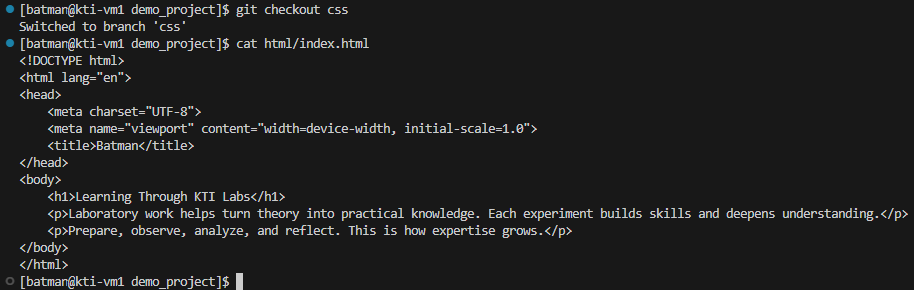 [batman@kti-vm1 demo_project]$ git checkout css
Switched to branch 'css'
[batman@kti-vm1 demo_project]$ cat html/index.html
<!DOCTYPE html>
<html lang="en">
<head>
    <meta charset="UTF-8">
    <meta name="viewport" content="width=device-width, initial-scale=1.0">
    <title>Batman</title>
</head>
<body>
    <h1>Learning Through KTI Labs</h1>
    <p>Laboratory work helps turn theory into practical knowledge. Each experiment builds skills and deepens understanding.</p>
    <p>Prepare, observe, analyze, and reflect. This is how expertise grows.</p>
</body>
</html>
[batman@kti-vm1 demo_project]$